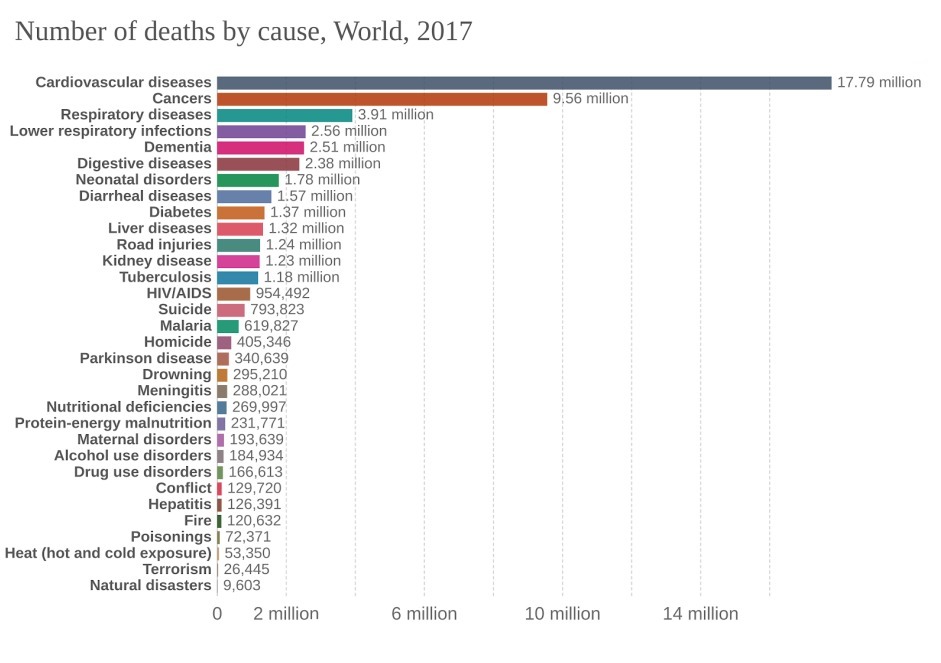 Number of deaths by cause, World, 2017
Cardiovascular diseases 17.79 million
Cancers 9.56 million
Respiratory diseases 3.91 million
Lower respiratory infections 2.56 million
Dementia 2.51 million
Digestive diseases 2.38 million
Neonatal disorders 1.78 million
Diarrheal diseases 1.57 million
Diabetes 1.37 million
Liver diseases 1.32 million
Road injuries 1.24 million
Kidney disease 1.23 million
Tuberculosis 1.18 million
HIV/AIDS 954,492
Suicide 793,823
Malaria 619,827
Homicide 405,346
Parkinson disease 340,639
Drowning 295,210
Meningitis 288,021
Nutritional deficiencies 269,997
Protein-energy malnutrition 231,771
Maternal disorders 193,639
Alcohol use disorders 184,934
Drug use disorders 166,613
Conflict 129,720
Hepatitis 126,391
Fire 120,632
Poisonings 72,371
Heat (hot and cold exposure) 53,350
Terrorism 26,445
Natural disasters 9,603
0 2 million 6 million 10 million 14 million